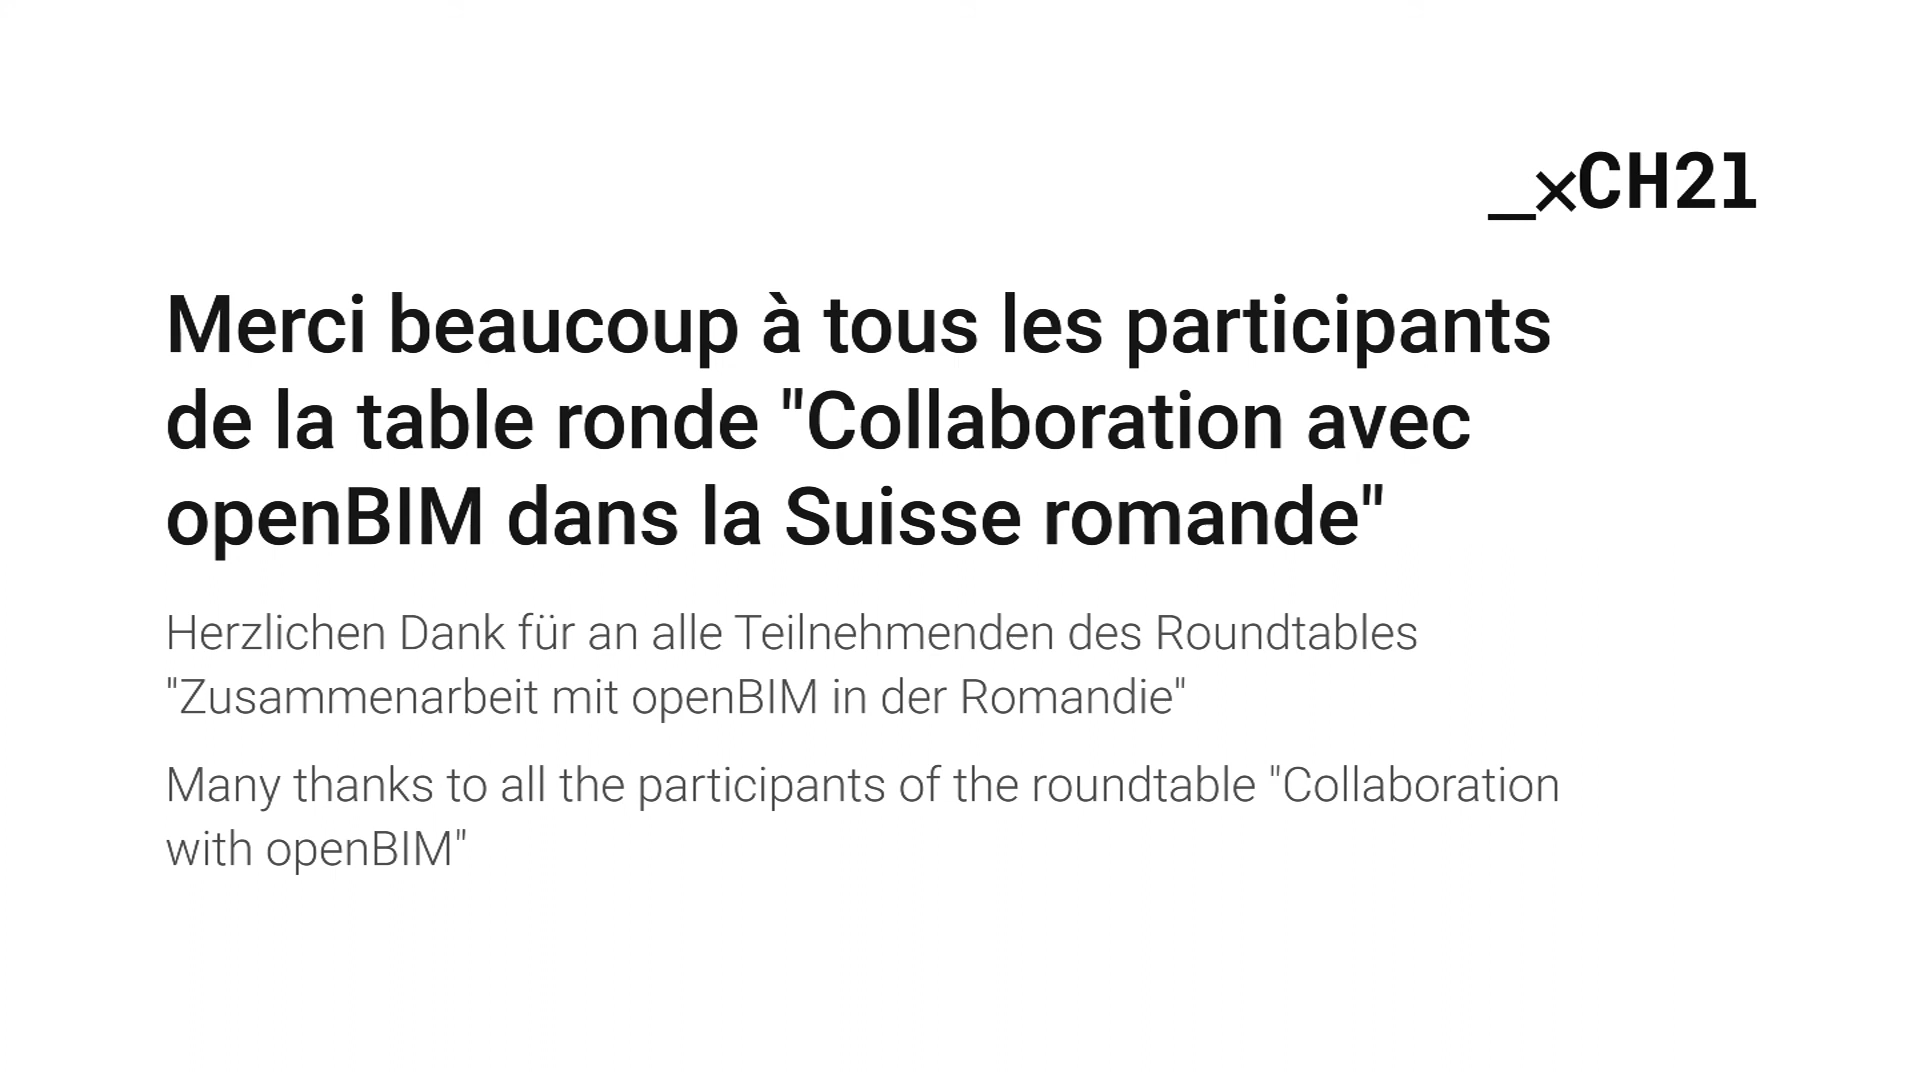 _×CH21
Merci beaucoup à tous les participants
de la table ronde "Collaboration avec
openBIM dans la Suisse romande"
Herzlichen Dank für an alle Teilnehmenden des Roundtables
"Zusammenarbeit mit openBIM in der Romandie"
Many thanks to all the participants of the roundtable "Collaboration
with openBIM"